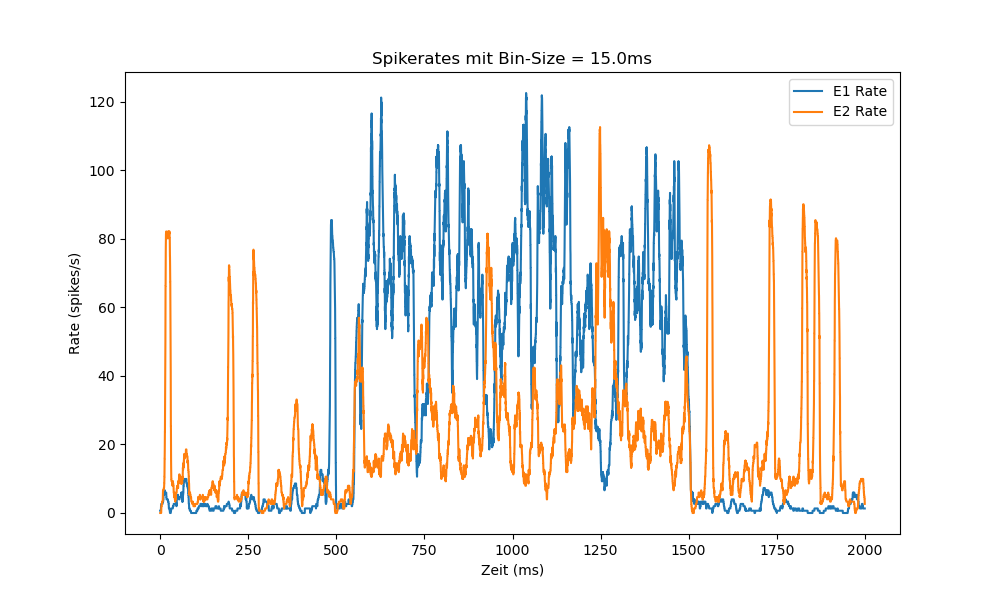 Spikerates mit Bin-Size = 15.0ms
E1 Rate
E2 Rate
Rate (spikes/s)
120
100
80
60
40
20
0
0 250 500 750 1000 1250 1500 1750 2000
Zeit (ms)